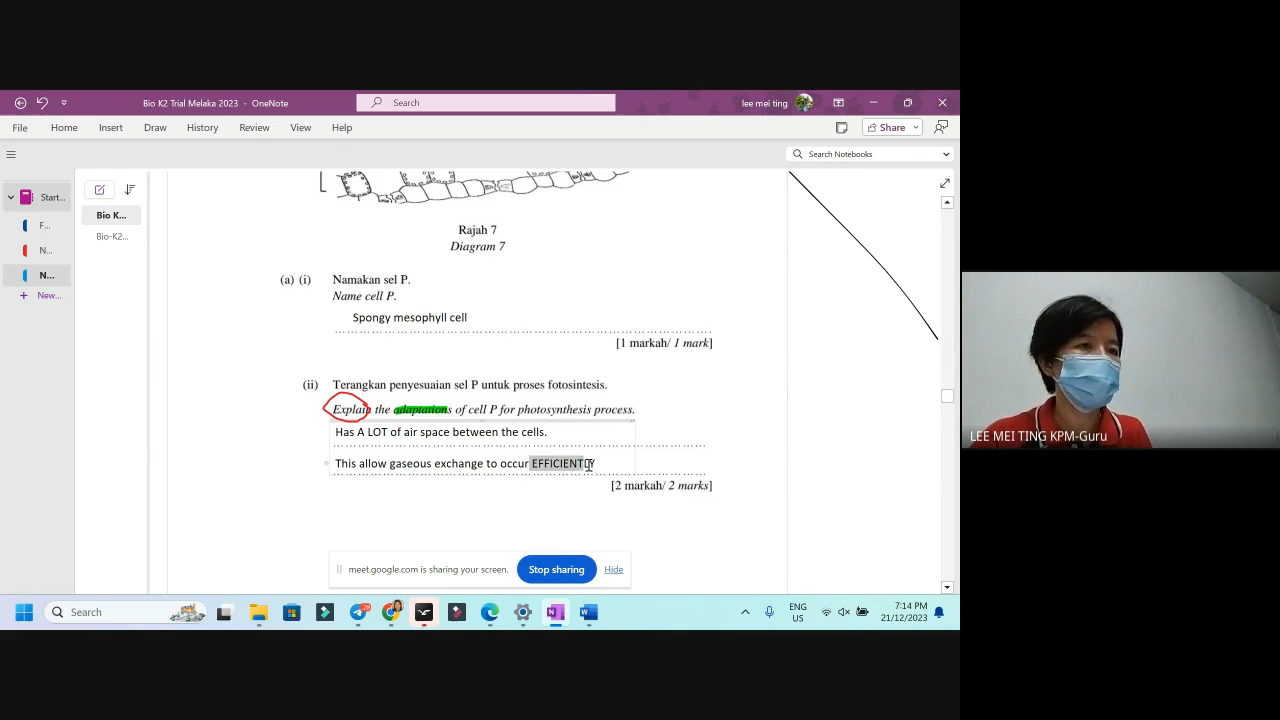 Bio K2 Trial Melaka 2023 - OneNote
Search
lee mei ting
File Home Insert Draw History Review View Help
Share
Search Notebooks
Start...
Bio K...
F...
Bio-K2...
N...
N...
+ New...
Rajah 7
Diagram 7
(a) (i) Namakan sel P.
Name cell P.
Spongy mesophyll cell
[1 markah/ 1 mark]
(ii) Terangkan penyesuaian sel P untuk proses fotosintesis.
Explain the adaptations of cell P for photosynthesis process.
Has A LOT of air space between the cells.
This allow gaseous exchange to occur EFFICIENTLY
[2 markah/ 2 marks]
meet.google.com is sharing your screen.
Stop sharing
Hide
LEE MEI TING KPM-Guru
Search
ENG
US
7:14 PM
21/12/2023